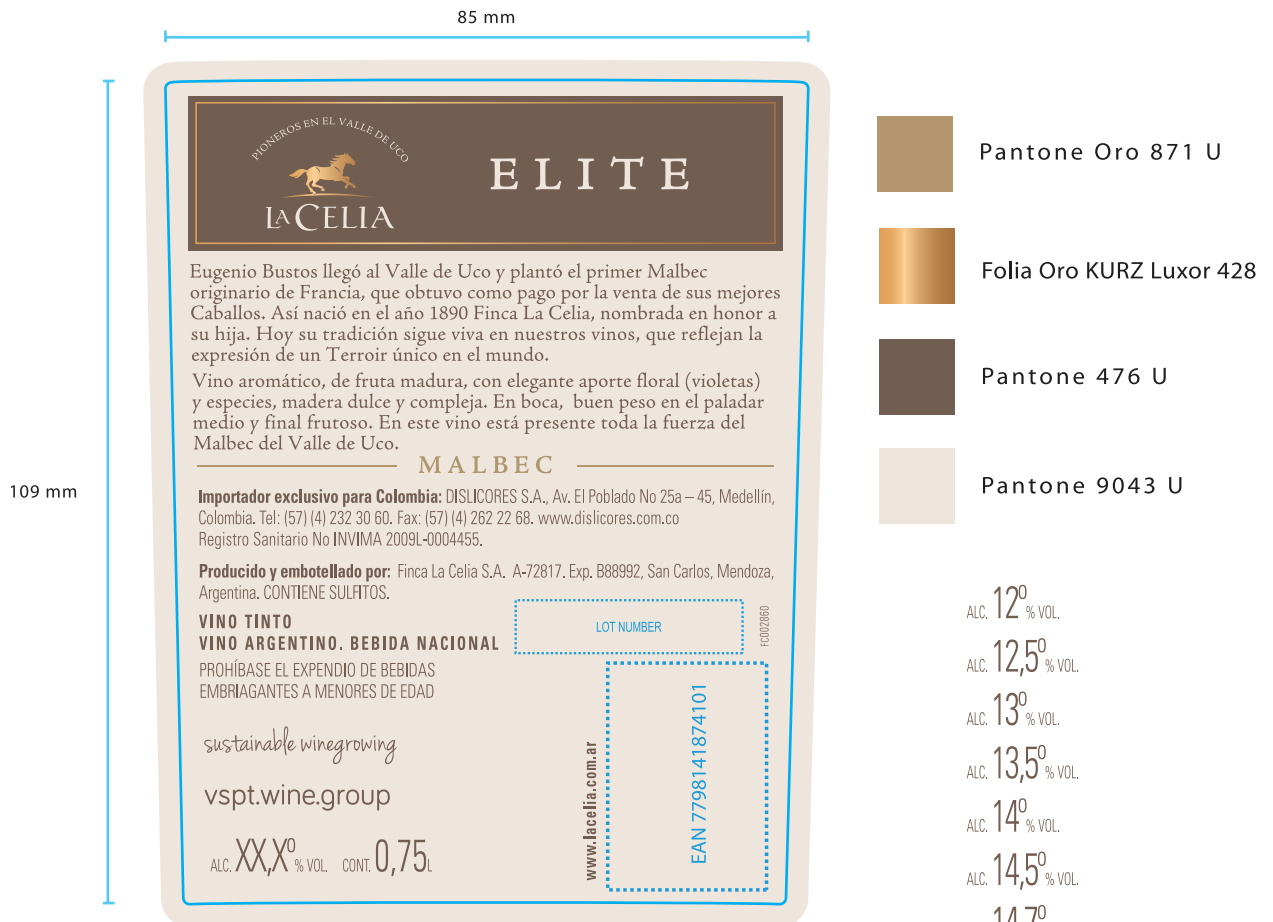 85 mm
109 mm
PIONEROS EN EL VALLE DE UCO
LA CELIA
ELITE
Eugenio Bustos llegó al Valle de Uco y plantó el primer Malbec
originario de Francia, que obtuvo como pago por la venta de sus mejores
Caballos. Así nació en el año 1890 Finca La Celia, nombrada en honor a
su hija. Hoy su tradición sigue viva en nuestros vinos, que reflejan la
expresión de un Terroir único en el mundo.
Vino aromático, de fruta madura, con elegante aporte floral (violetas)
y especies, madera dulce y compleja. En boca, buen peso en el paladar
medio y final frutoso. En este vino está presente toda la fuerza del
Malbec del Valle de Uco.
MALBEC
Importador exclusivo para Colombia: DISLICORES S.A., Av. El Poblado No 25a – 45, Medellín,
Colombia. Tel: (57) (4) 232 30 60. Fax: (57) (4) 262 22 68. www.dislicores.com.co
Registro Sanitario No INVIMA 2009L-0004455.
Producido y embotellado por: Finca La Celia S.A. A-72817. Exp. B88992, San Carlos, Mendoza,
Argentina. CONTIENE SULFITOS.
VINO TINTO
VINO ARGENTINO. BEBIDA NACIONAL
PROHÍBASE EL EXPENDIO DE BEBIDAS
EMBRIAGANTES A MENORES DE EDAD
LOT NUMBER
FC002860
sustainable winegrowing
vspt.wine.group
ALC. XX,Xº % VOL. CONT. 0,75L
www.lacelia.com.ar
EAN 7798141874101
Pantone Oro 871 U
Folia Oro KURZ Luxor 428
Pantone 476 U
Pantone 9043 U
ALC. 12º % VOL.
ALC. 12,5º % VOL.
ALC. 13º % VOL.
ALC. 13,5º % VOL.
ALC. 14º % VOL.
ALC. 14,5º % VOL.
14,7º